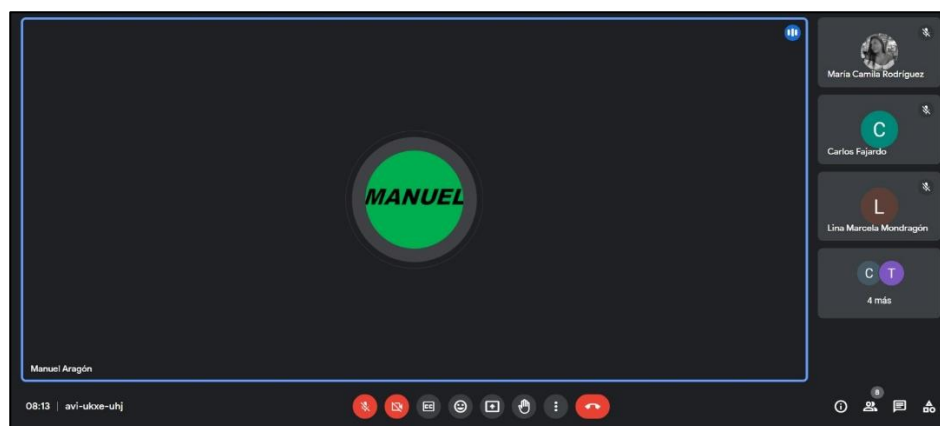 MANUEL
Manuel Aragón
María Camila Rodríguez
C
Carlos Fajardo
L
Lina Marcela Mondragón
C T
4 más
08:13 | avi-ukxe-uhj
CC
8